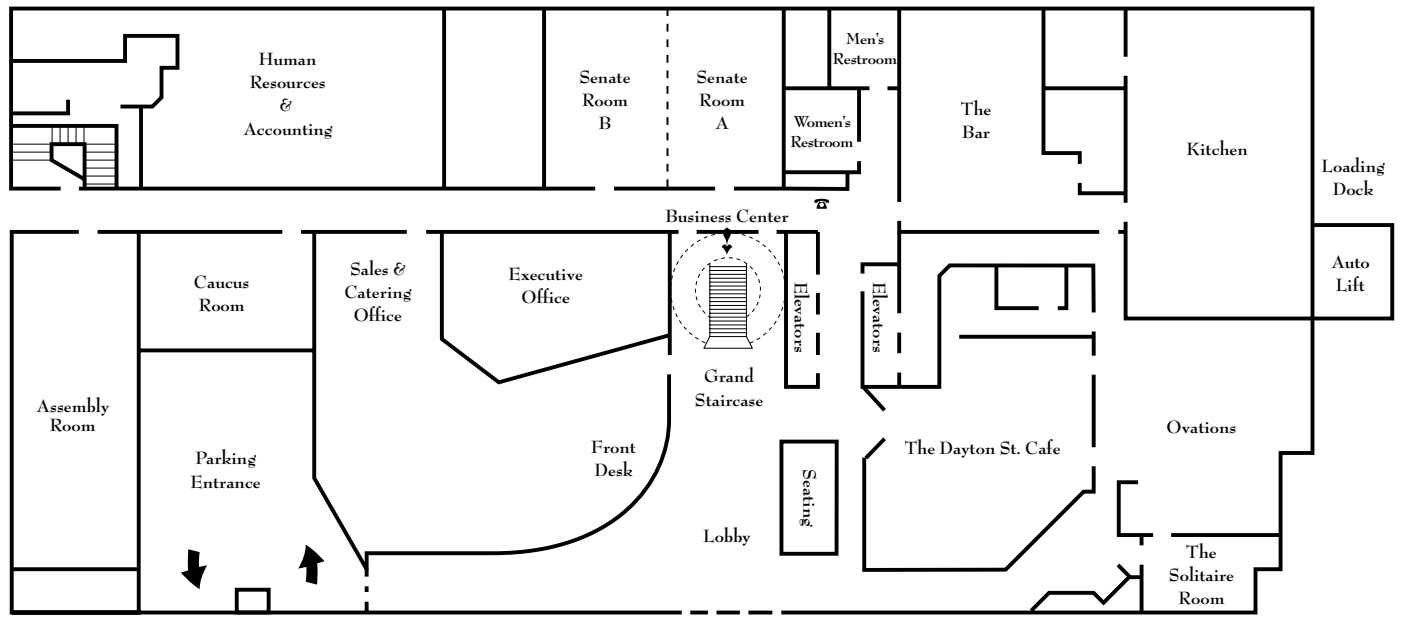 Human
Resources
&
Accounting
Senate
Room
B
Senate
Room
A
Men's
Restroom
Women's
Restroom
The
Bar
Kitchen
Loading
Dock
Auto
Lift
Business Center
Caucus
Room
Sales &
Catering
Office
Executive
Office
Elevators
Elevators
Grand
Staircase
Assembly
Room
Parking
Entrance
Front
Desk
Seating
Lobby
The Dayton St. Cafe
Ovations
The
Solitaire
Room